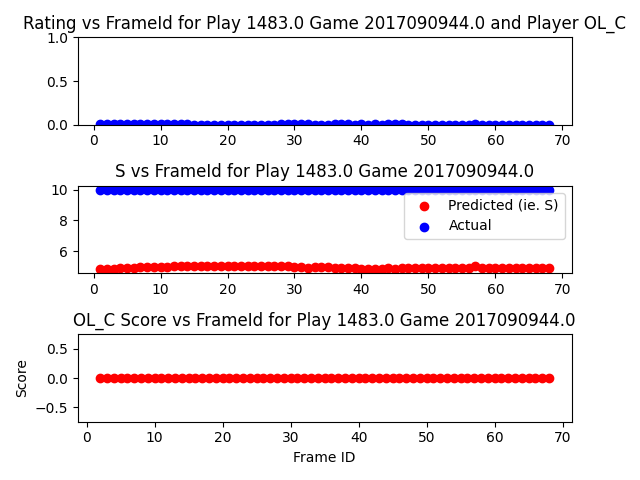 Rating vs FrameId for Play 1483.0 Game 2017090944.0 and Player OL_C
1.0
0.5
0.0
0 10 20 30 40 50 60 70
S vs FrameId for Play 1483.0 Game 2017090944.0
10
8
6
Predicted (ie. S)
Actual
0 10 20 30 40 50 60 70
OL_C Score vs FrameId for Play 1483.0 Game 2017090944.0
Score
0.5
0.0
−0.5
0 10 20 30 40 50 60 70
Frame ID